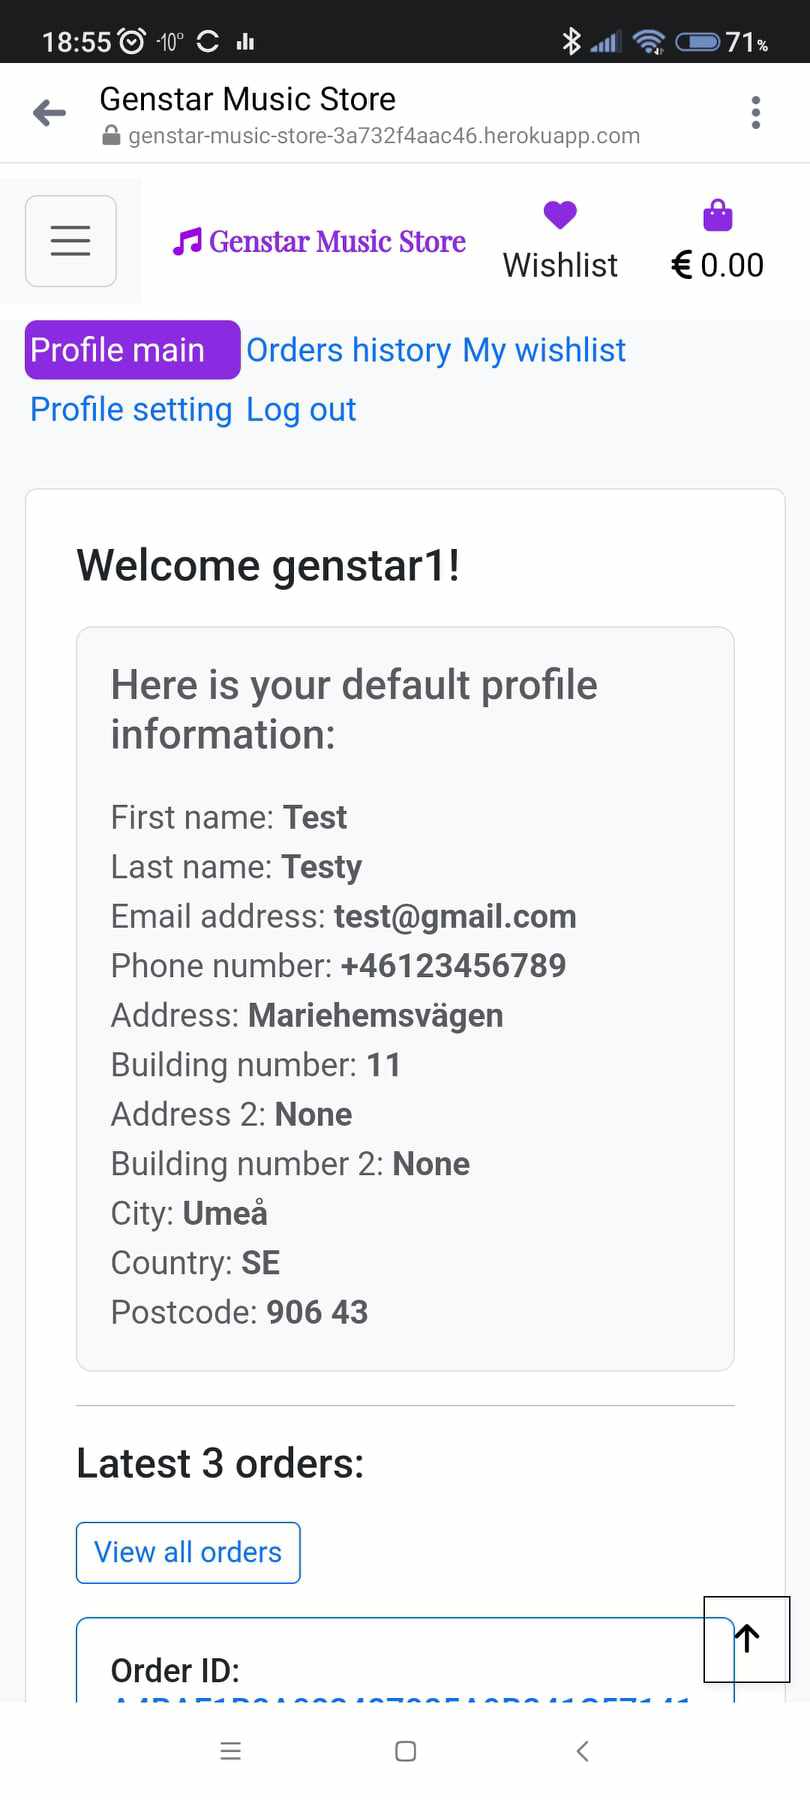 18:55 -10° 71%
Genstar Music Store
genstar-music-store-3a732f4aac46.herokuapp.com
Genstar Music Store
Wishlist
€ 0.00
Profile main Orders history My wishlist
Profile setting Log out
Welcome genstar1!
Here is your default profile
information:
First name: Test
Last name: Testy
Email address: test@gmail.com
Phone number: +46123456789
Address: Mariehemsvägen
Building number: 11
Address 2: None
Building number 2: None
City: Umeå
Country: SE
Postcode: 906 43
Latest 3 orders:
View all orders
Order ID: